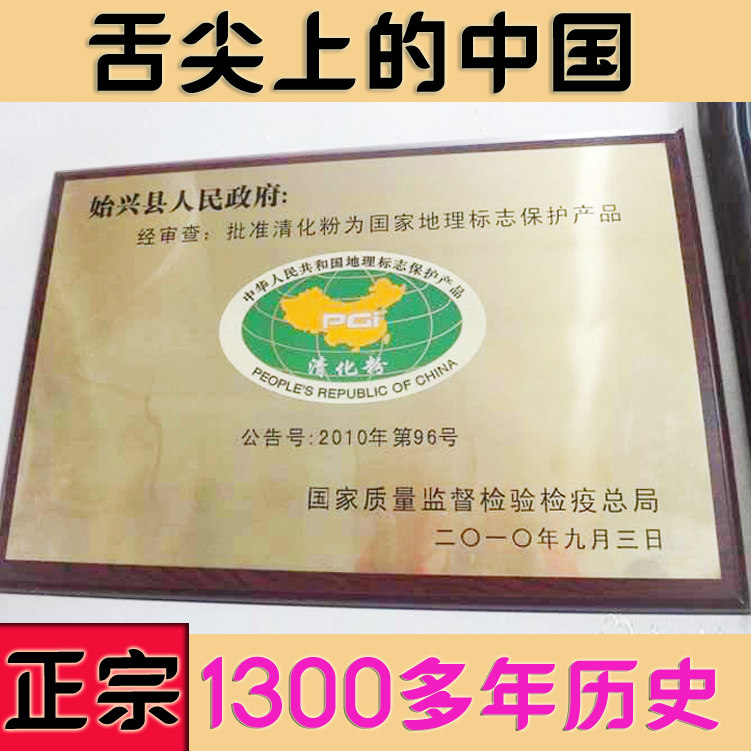 舌尖上的中国
始兴县人民政府:
经审查:批准清化粉为国家地理标志保护产品
中华人民共和国地理标志保护产品
PGi
清化粉
PEOPLE'S REPUBLIC OF CHINA
公告号:2010年第96号
国家质量监督检验检疫总局
二〇一〇年九月三日
正宗
1300多年历史